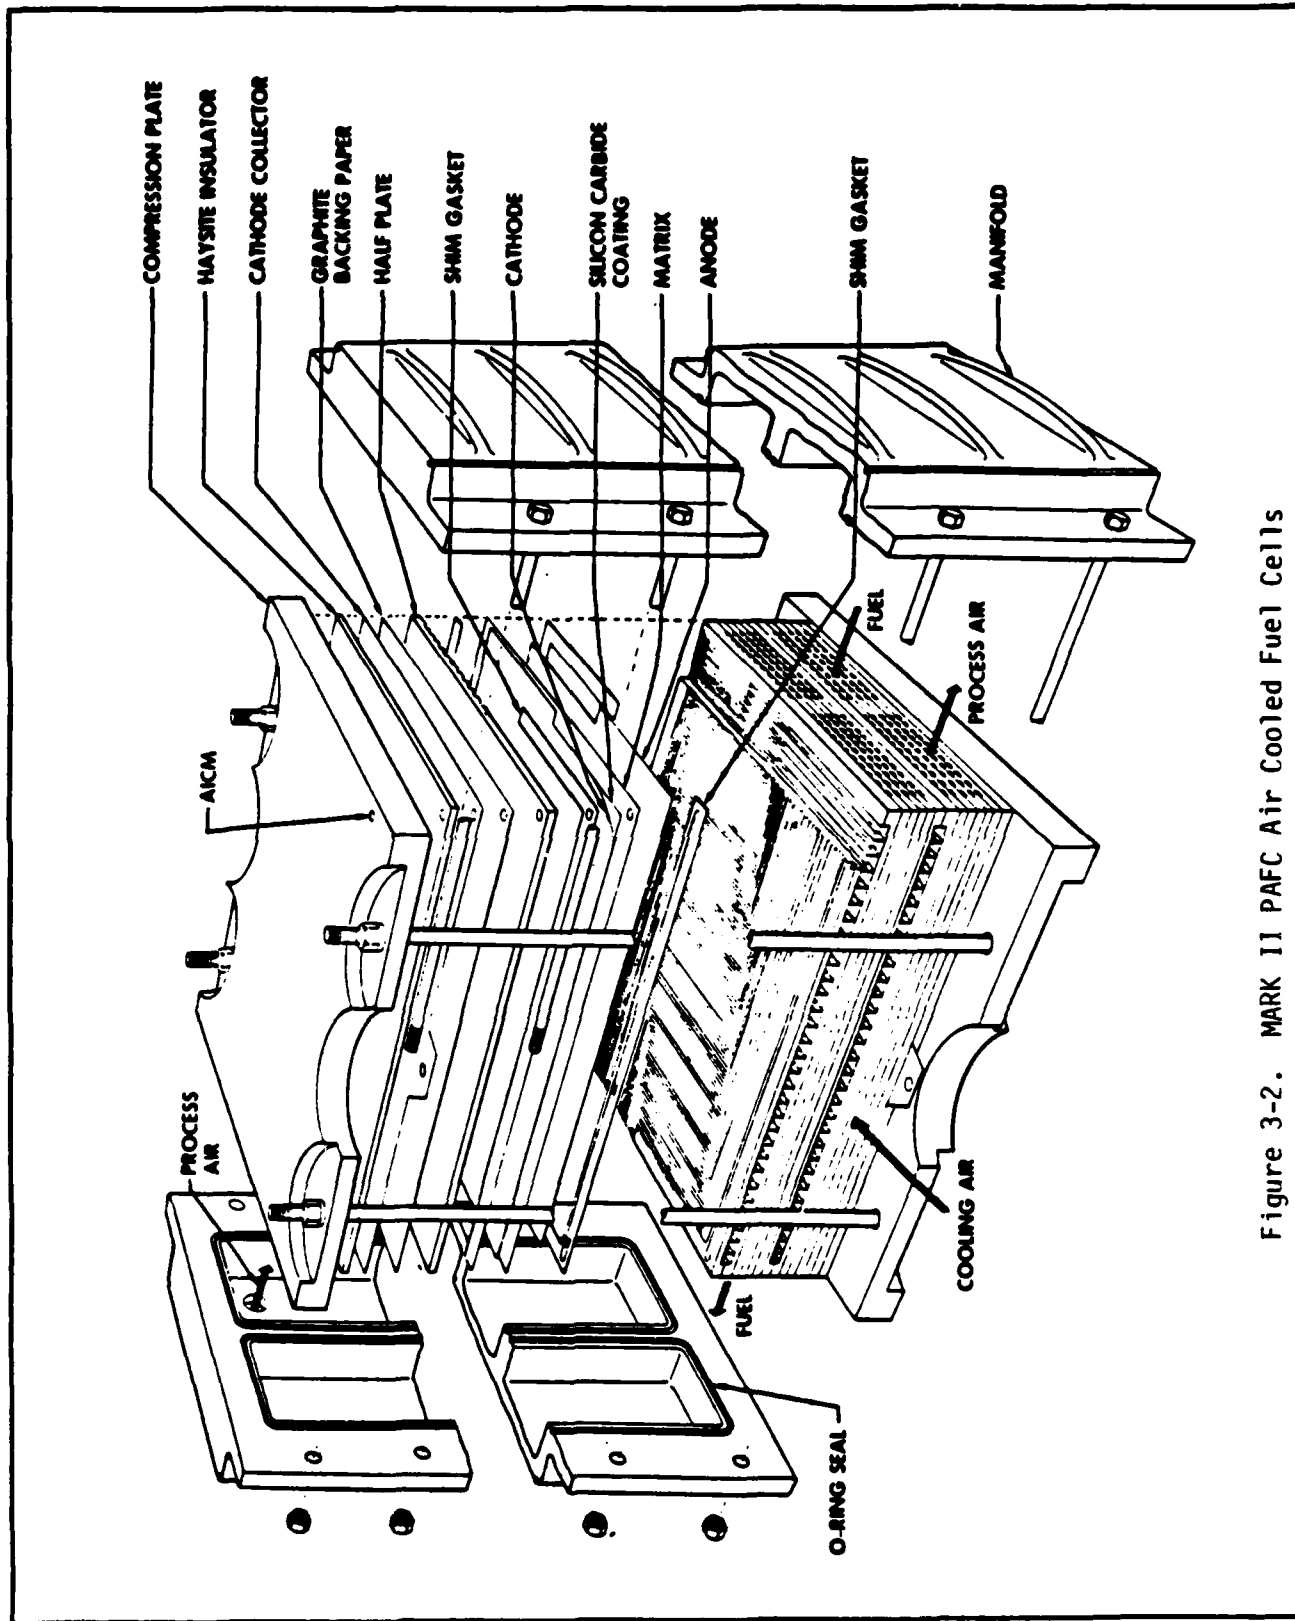 COMPRESSION PLATE
HAYSITE INSULATOR
CATHODE COLLECTOR
GRAPHITE
BACKING PAPER
HALF PLATE
SHIM GASKET
CATHODE
SILICON CARBIDE
COATING
MATRIX
ANODE
SHIM GASKET
MANIFOLD
AICM
PROCESS
AIR
FUEL
PROCESS AIR
COOLING AIR
FUEL
O-RING SEAL
Figure 3-2. MARK II PAFC Air Cooled Fuel Cells